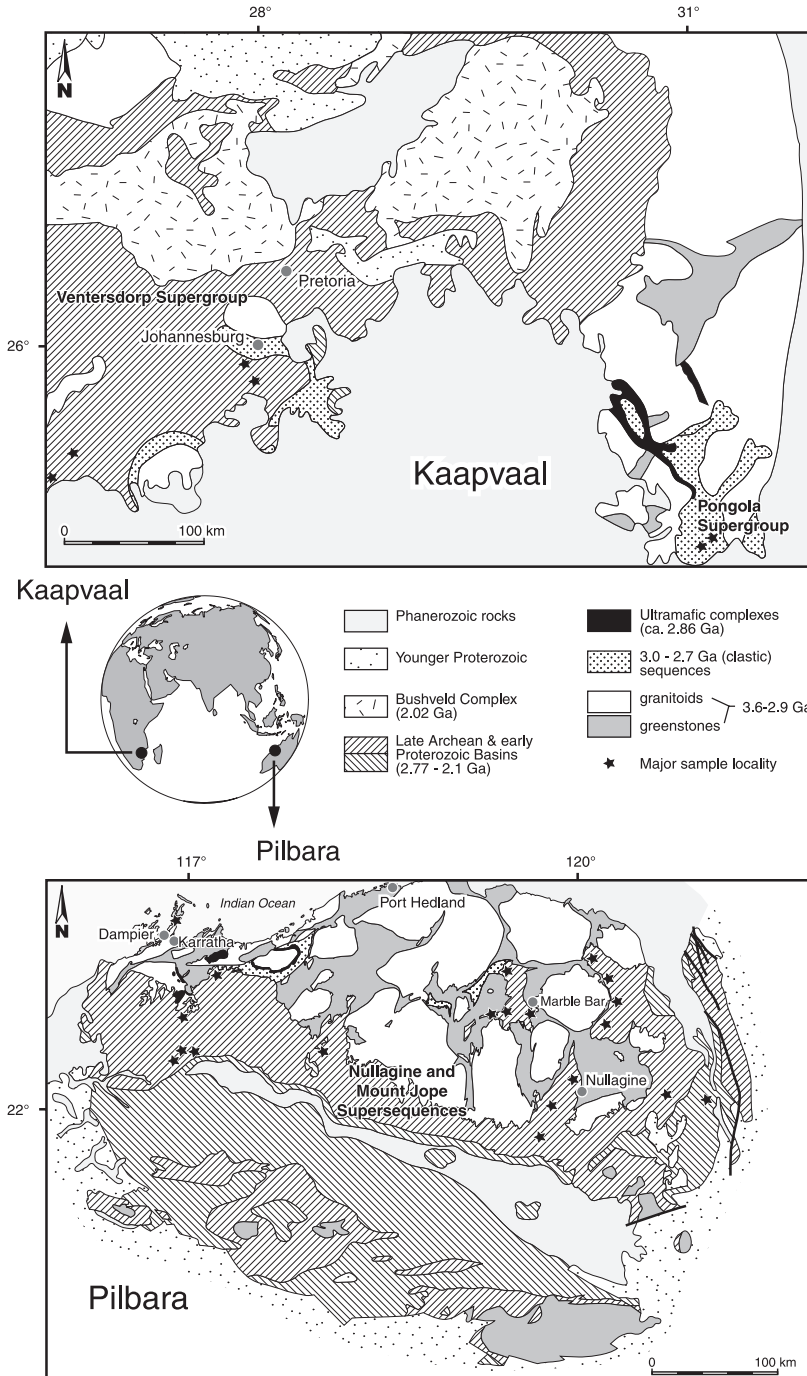 28°
31°
N
Pretoria
Ventersdorp Supergroup
Johannesburg
26°
Kaapvaal
Pongola
Supergroup
0
100 km
Kaapvaal
Phanerozoic rocks
Younger Proterozoic
Bushveld Complex
(2.02 Ga)
Late Archean & early
Proterozoic Basins
(2.77 - 2.1 Ga)
Ultramafic complexes
(ca. 2.86 Ga)
3.0 - 2.7 Ga (clastic)
sequences
granitoids
greenstones
3.6-2.9 Ga
Major sample locality
Pilbara
117°
120°
N
Indian Ocean
Port Hedland
Dampier
Karratha
Marble Bar
Nullagine and
Mount Jope
Supersequences
Nullagine
22°
Pilbara
0
100 km